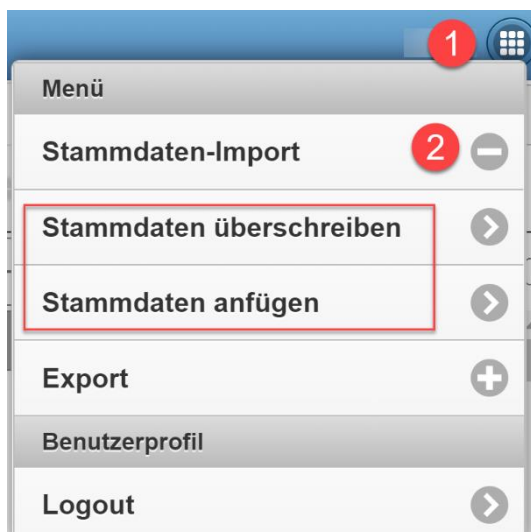 1
Menü
Stammdaten-Import 2
Stammdaten überschreiben
Stammdaten anfügen
Export
Benutzerprofil
Logout